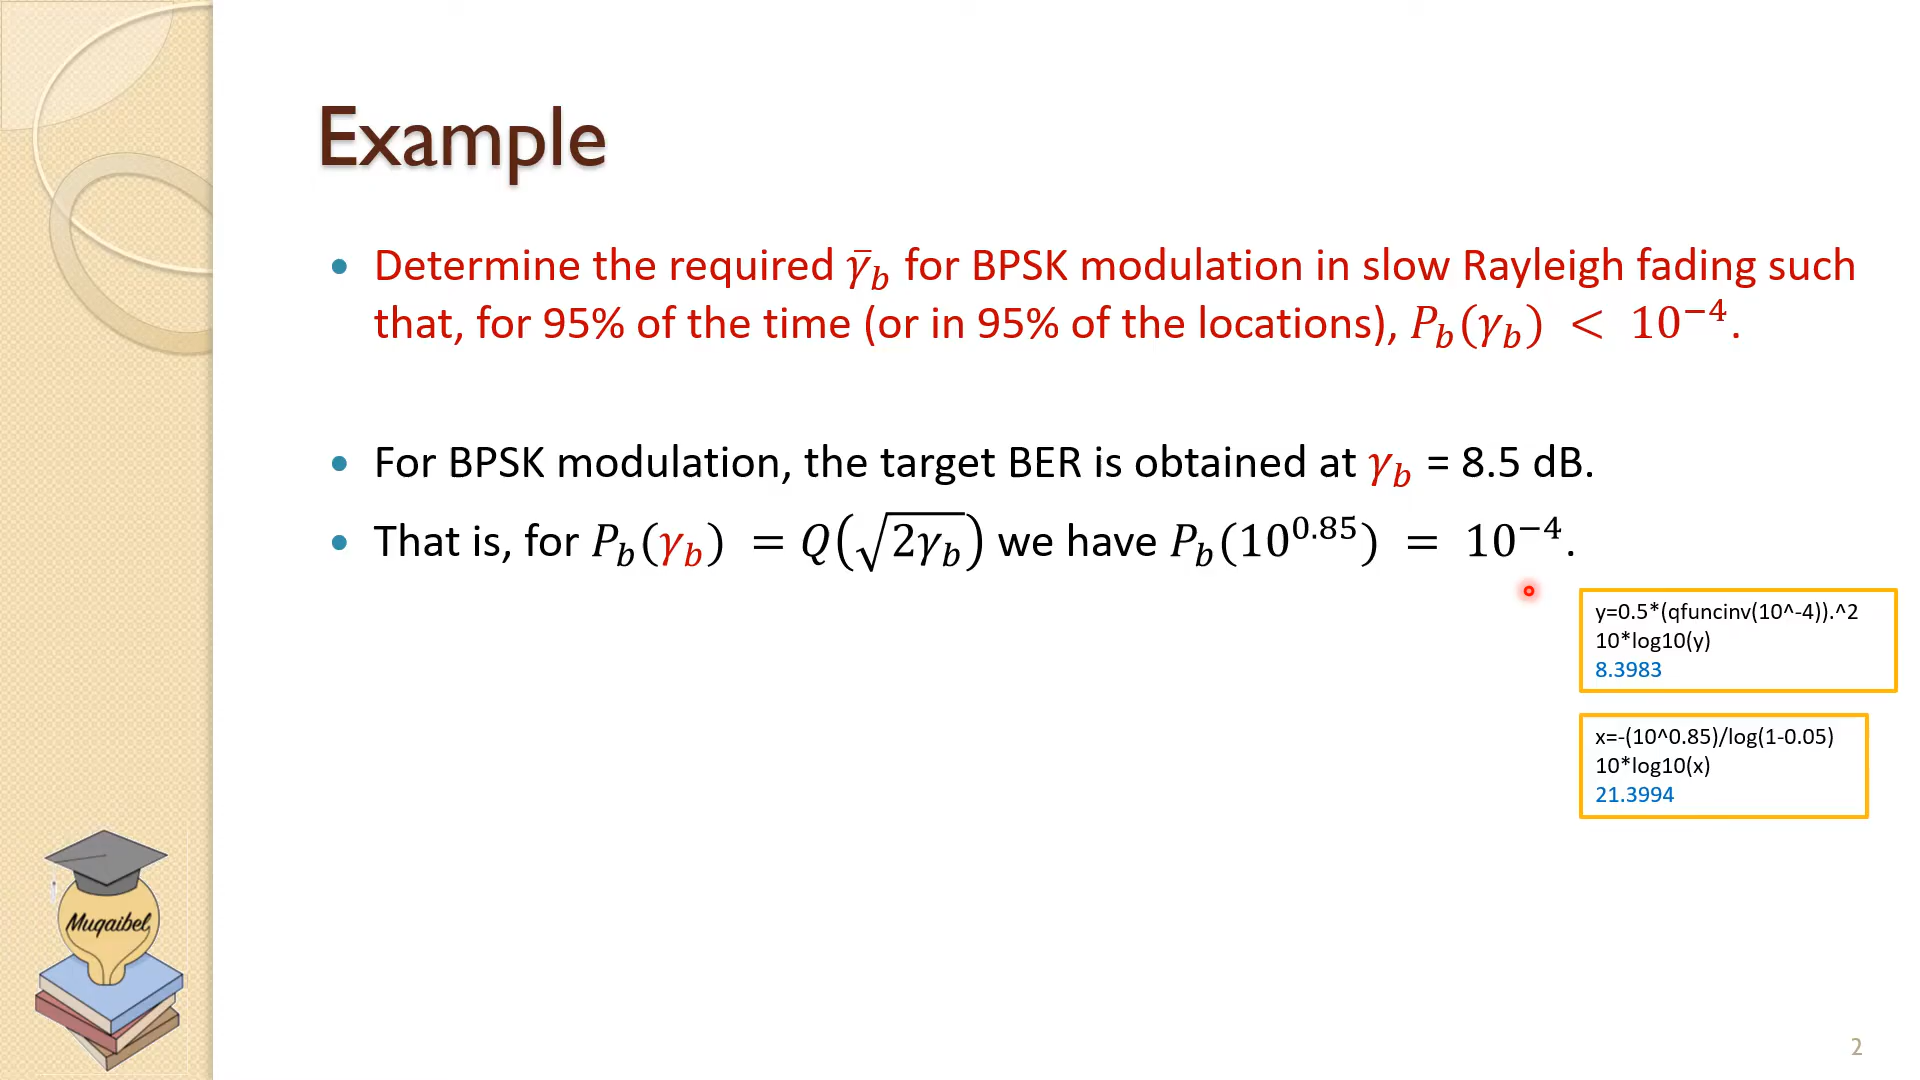 Example
• Determine the required γ̅_b for BPSK modulation in slow Rayleigh fading such
that, for 95% of the time (or in 95% of the locations), P_b(γ_b) < 10^−4.
• For BPSK modulation, the target BER is obtained at γ_b = 8.5 dB.
• That is, for P_b(γ_b) = Q(√(2γ_b)) we have P_b(10^0.85) = 10^−4.
y=0.5*(qfuncinv(10^-4)).^2
10*log10(y)
8.3983
x=-(10^0.85)/log(1-0.05)
10*log10(x)
21.3994
Muqaibel
2